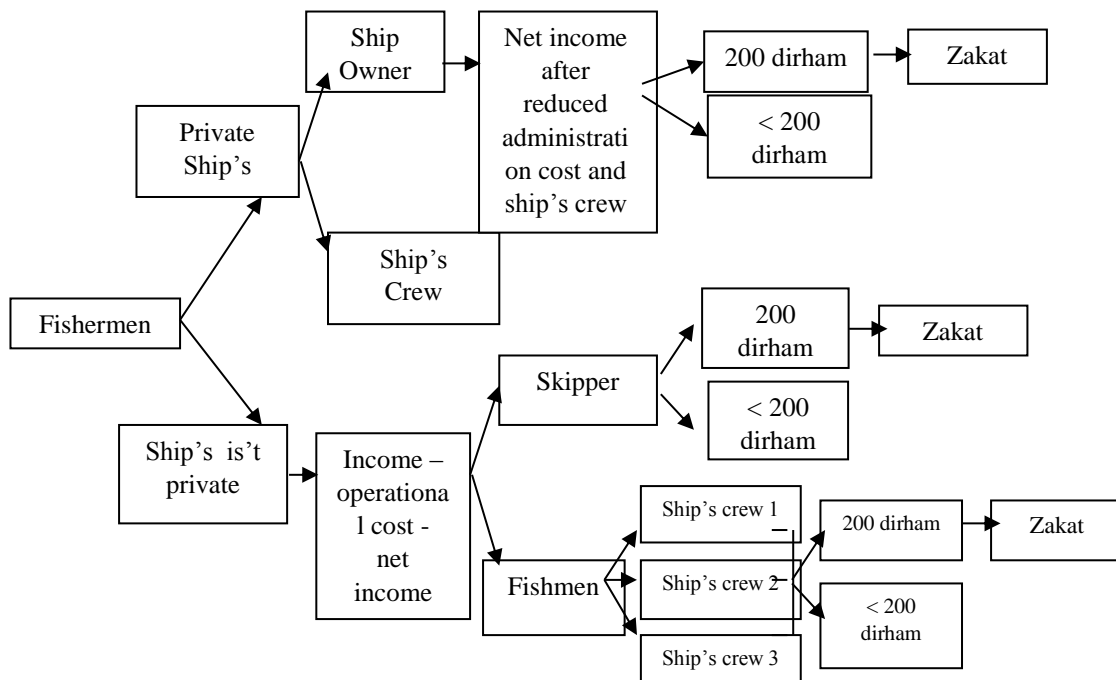 Ship
Owner
Net income
after
reduced
administrati
on cost and
ship's crew
200 dirham
Zakat
< 200
dirham
Private
Ship's
Ship's
Crew
Fishermen
200
dirham
Zakat
Skipper
< 200
dirham
Ship's is't
private
Income –
operationa
l cost -
net
income
Fishmen
Ship's crew 1
Ship's crew 2
Ship's crew 3
200 dirham
Zakat
< 200
dirham